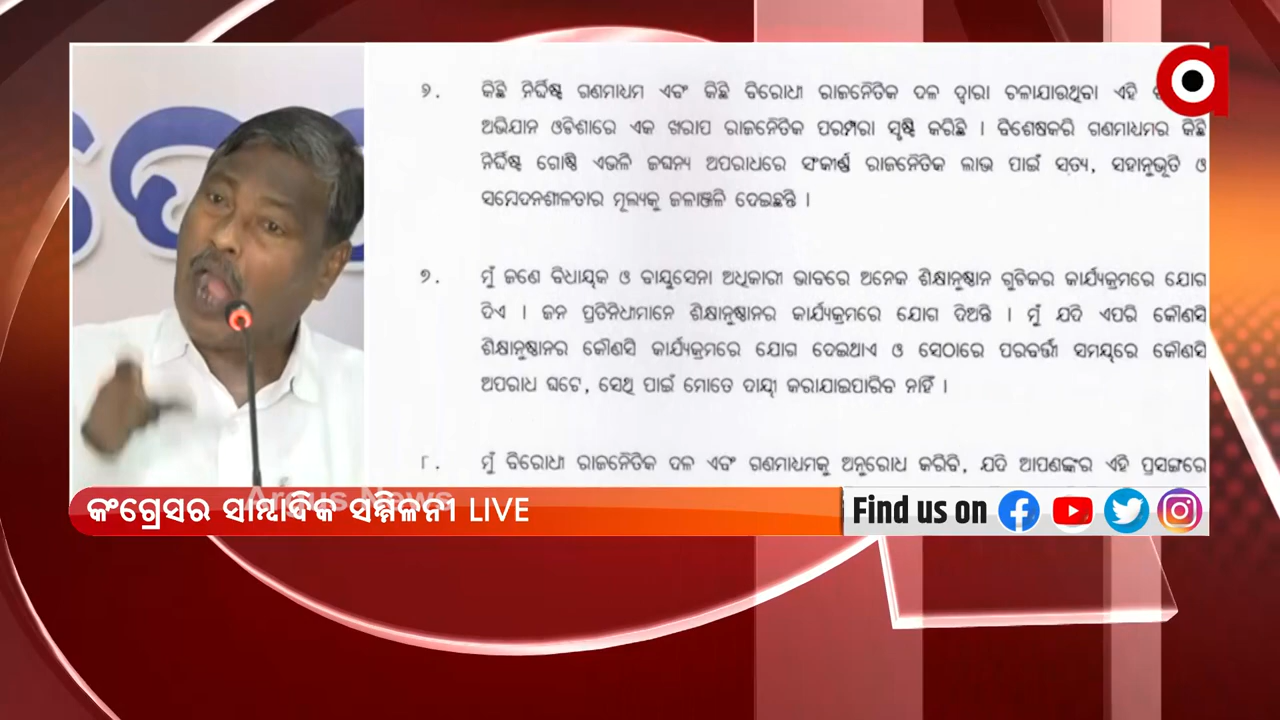 ୬. କିଛି ନିର୍ଦ୍ଦିଷ୍ଟ ଗଣମାଧ୍ୟମ ଏବଂ କିଛି ବିରୋଧୀ ରାଜନୈତିକ ଦଳ ଦ୍ୱାରା ଚଳାଯାଉଥିବା ଏହି
ଅଭିଯାନ ଓଡିଶାରେ ଏକ ଖରାପ ରାଜନୈତିକ ପରମ୍ପରା ସୃଷ୍ଟି କରିଛି । ବିଶେଷକରି ଗଣମାଧ୍ୟମର କିଛି
ନିର୍ଦ୍ଦିଷ୍ଟ ଗୋଷ୍ଠି ଏଭଳି ଜଘନ୍ୟ ଅପରାଧରେ ସଂକୀର୍ଣ୍ଣ ରାଜନୈତିକ ଲାଭ ପାଇଁ ସତ୍ୟ, ସହାନୁଭୂତି ଓ
ସମ୍ବେଦନଶୀଳତାର ମୂଲ୍ୟକୁ ଜଳାଞ୍ଜଳି ଦେଇଛନ୍ତି ।
୭. ମୁଁ ଜଣେ ବିଧାୟକ ଓ ବାୟୁସେନା ଅଧିକାରୀ ଭାବରେ ଅନେକ ଶିକ୍ଷାନୁଷ୍ଠାନ ଗୁଡିକର କାର୍ଯ୍ୟକ୍ରମରେ ଯୋଗ
ଦିଏ । ଜନ ପ୍ରତିନିଧୀମାନେ ଶିକ୍ଷାନୁଷ୍ଠାନର କାର୍ଯ୍ୟକ୍ରମରେ ଯୋଗ ଦିଅନ୍ତି । ମୁଁ ଯଦି ଏପରି କୌଣସି
ଶିକ୍ଷାନୁଷ୍ଠାନର କୌଣସି କାର୍ଯ୍ୟକ୍ରମରେ ଯୋଗ ଦେଇଥାଏ ଓ ସେଠାରେ ପରବର୍ତ୍ତୀ ସମୟରେ କୌଣସି
ଅପରାଧ ଘଟେ, ସେଥି ପାଇଁ ମୋତେ ଦାୟୀ କରାଯାଇପାରିବ ନାହିଁ ।
୮. ମୁଁ ବିରୋଧୀ ରାଜନୈତିକ ଦଳ ଏବଂ ଗଣମାଧ୍ୟମକୁ ଅନୁରୋଧ କରିବି, ଯଦି ଆପଣଙ୍କର ଏହି ପ୍ରସଙ୍ଗରେ
Argus News
କଂଗ୍ରେସର ସାମ୍ବାଦିକ ସମ୍ମିଳନୀ LIVE
Find us on